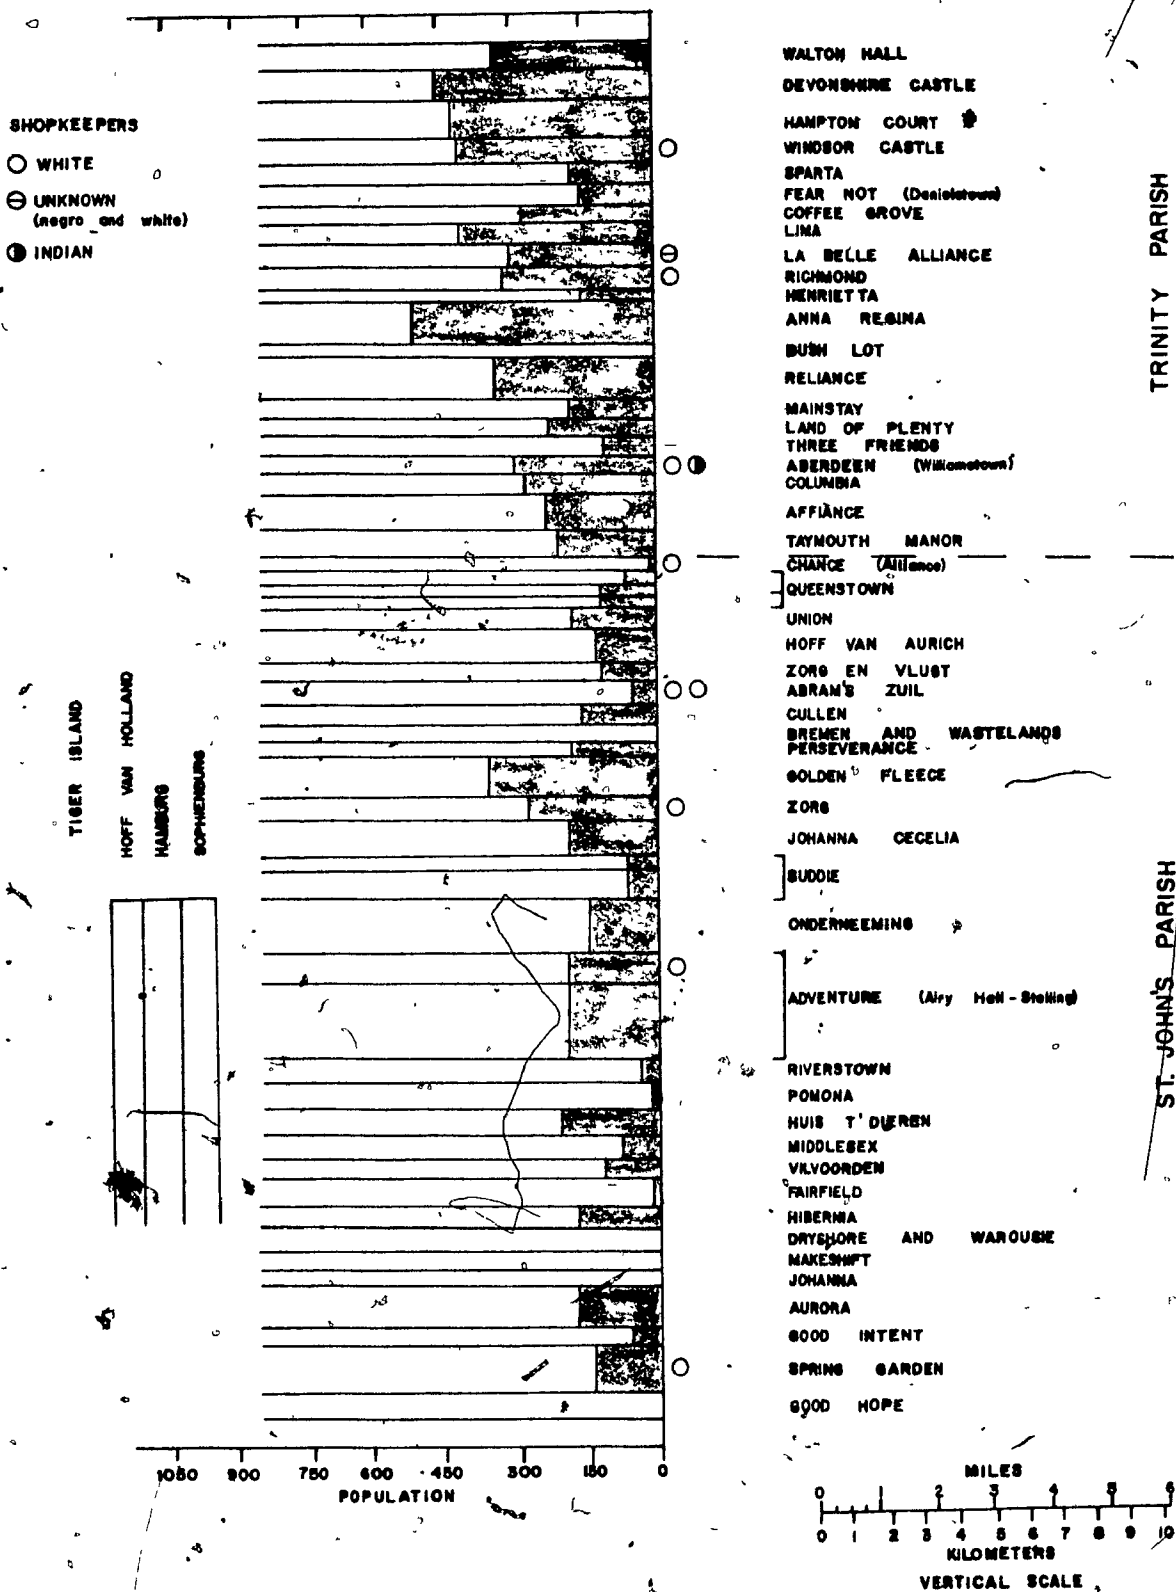 SHOPKEEPERS
WHITE
UNKNOWN
(negro and white)
INDIAN
WALTON HALL
DEVONSHIRE CASTLE
HAMPTON COURT
WINDSOR CASTLE
SPARTA
FEAR NOT (Danielstown)
COFFEE GROVE
LIMA
LA BELLE ALLIANCE
RICHMOND
HENRIETTA
ANNA REGINA
BUSH LOT
RELIANCE
MAINSTAY
LAND OF PLENTY
THREE FRIENDS
ABERDEEN (Williamstown)
COLUMBIA
AFFIANCE
TAYMOUTH MANOR
CHANCE (Alliance)
QUEENSTOWN
UNION
HOFF VAN AURICH
ZORG EN VLUST
ABRAM'S ZUIL
CULLEN
BREMEN AND WASTELANDS
PERSEVERANCE
GOLDEN FLEECE
ZORG
JOHANNA CECELIA
BUDDIE
ONDERNEEMING
ADVENTURE (Airy Hall - Stelling)
RIVERSTOWN
POMONA
HUIS T' DIEREN
MIDDLESEX
VILVOORDEN
FAIRFIELD
HIBERNIA
DRYSHORE AND WAROUSIE
MAKESHIFT
JOHANNA
AURORA
GOOD INTENT
SPRING GARDEN
GOOD HOPE
TRINITY PARISH
ST. JOHN'S PARISH
TIGER ISLAND
HOFF VAN HOLLAND
HAMBURG
SOPHIENBURG
1050 900 750 600 450 300 150 0
POPULATION
MILES
0 1 2 3 4 5 6
0 1 2 3 4 5 6 7 8 9 10
KILOMETERS
VERTICAL SCALE